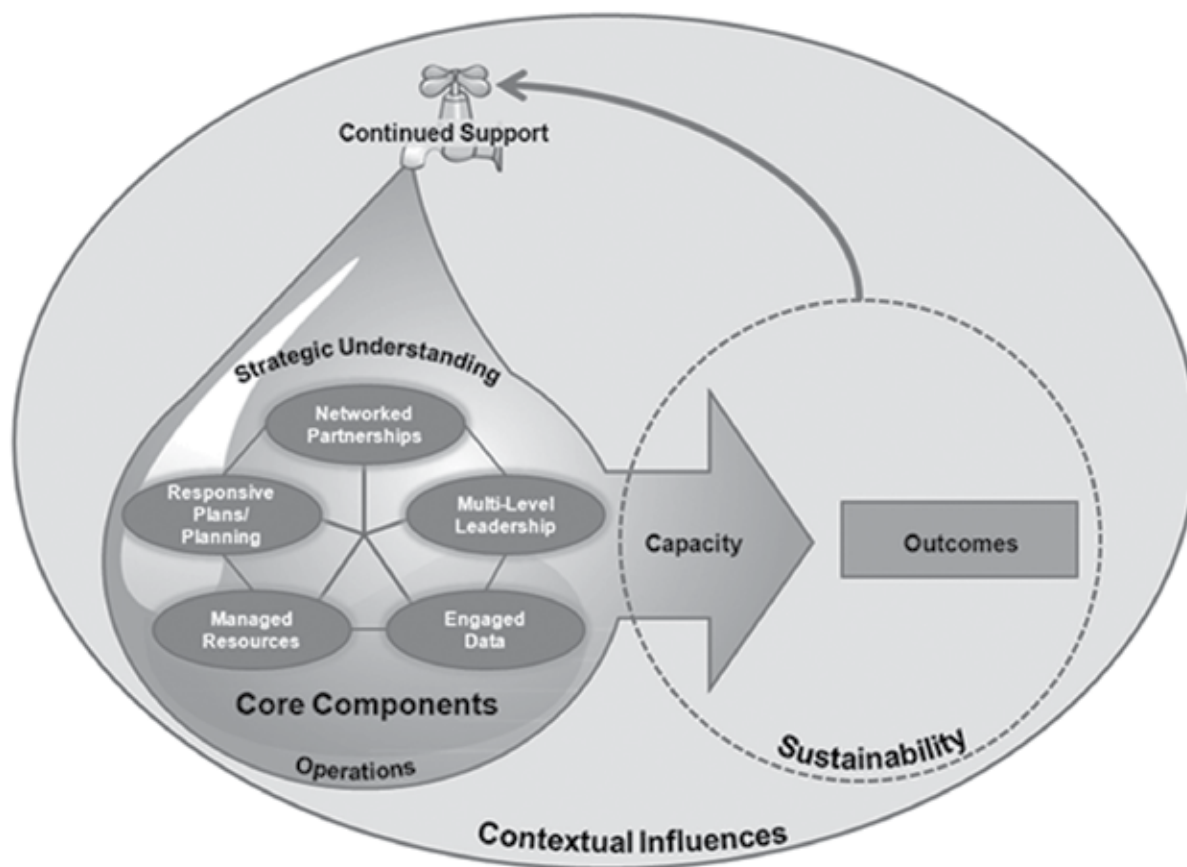 Continued Support
Strategic Understanding
Networked
Partnerships
Responsive
Plans/
Planning
Multi-Level
Leadership
Managed
Resources
Engaged
Data
Core Components
Operations
Capacity
Outcomes
Sustainability
Contextual Influences